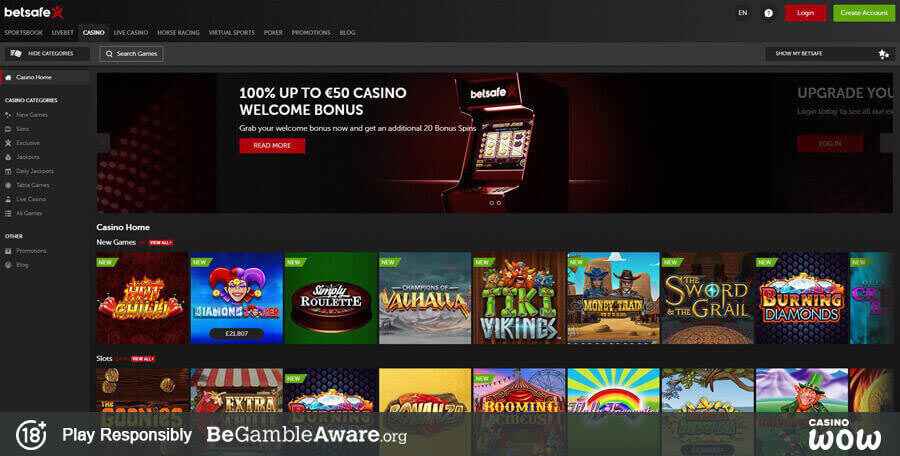 betsafe
EN
?
Login
Create Account
SPORTSBOOK LIVEBET CASINO LIVE CASINO HORSE RACING VIRTUAL SPORTS POKER PROMOTIONS BLOG
HIDE CATEGORIES
Search Games
SHOW MY BETSAFE
Casino Home
CASINO CATEGORIES
New Games
Slots
Exclusive
Jackpots
Daily Jackpots
Table Games
Live Casino
All Games
OTHER
Promotions
Blog
100% UP TO €50 CASINO
WELCOME BONUS
Grab your welcome bonus now and get an additional 20 Bonus Spins
READ MORE
betsafe
UPGRADE YOU
Login today to see all our ex
LOG IN
Casino Home
New Games
VIEW ALL
NEW
HOT
CHILLI
NEW
DIAMOND JOKER
£21,807
NEW
Simply
ROULETTE
CHAMPIONS OF
VALHALLA
NEW
TIKI
VIKINGS
NEW
MONEY TRAIN
NEW
THE
SWORD
& THE GRAIL
NEW
BURNING
DIAMONDS
NEW
Slots
VIEW ALL
THE
GOONIES
EXTRA
NEW
BURNING
BONANZA
NEW
BOOMING
CIRCUS
18+
Play Responsibly
BeGambleAware.org
CASINO
WOW